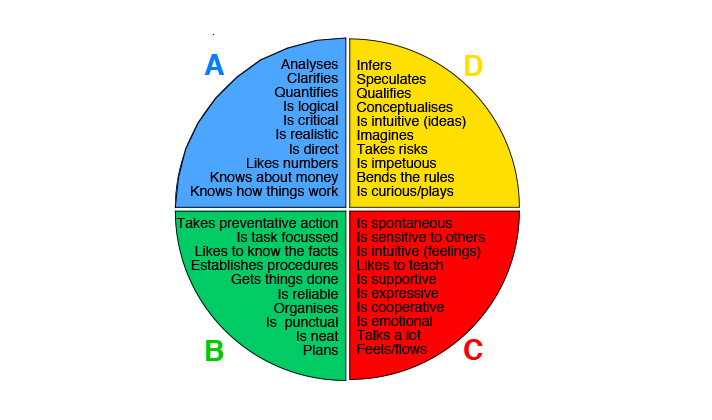 A
Analyses
Clarifies
Quantifies
Is logical
Is critical
Is realistic
Is direct
Likes numbers
Knows about money
Knows how things work
D
Infers
Speculates
Qualifies
Conceptualises
Is intuitive (ideas)
Imagines
Takes risks
Is impetuous
Bends the rules
Is curious/plays
B
Takes preventative action
Is task focussed
Likes to know the facts
Establishes procedures
Gets things done
Is reliable
Organises
Is punctual
Is neat
Plans
C
Is spontaneous
Is sensitive to others
Is intuitive (feelings)
Likes to teach
Is supportive
Is expressive
Is cooperative
Is emotional
Talks a lot
Feels/flows